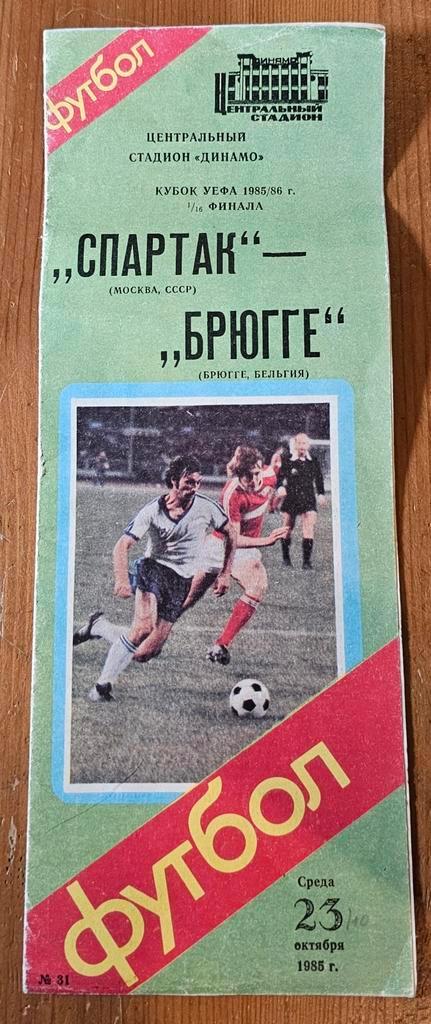 футбол
ДИНАМО
ЦЕНТРАЛЬНЫЙ
СТАДИОН
ЦЕНТРАЛЬНЫЙ
СТАДИОН «ДИНАМО»
КУБОК УЕФА 1985/86 г.
1/16 ФИНАЛА
„СПАРТАК“—
(МОСКВА, СССР)
„БРЮГГЕ“
(БРЮГГЕ, БЕЛЬГИЯ)
футбол
Среда
23/10
октября
1985 г.
№ 31